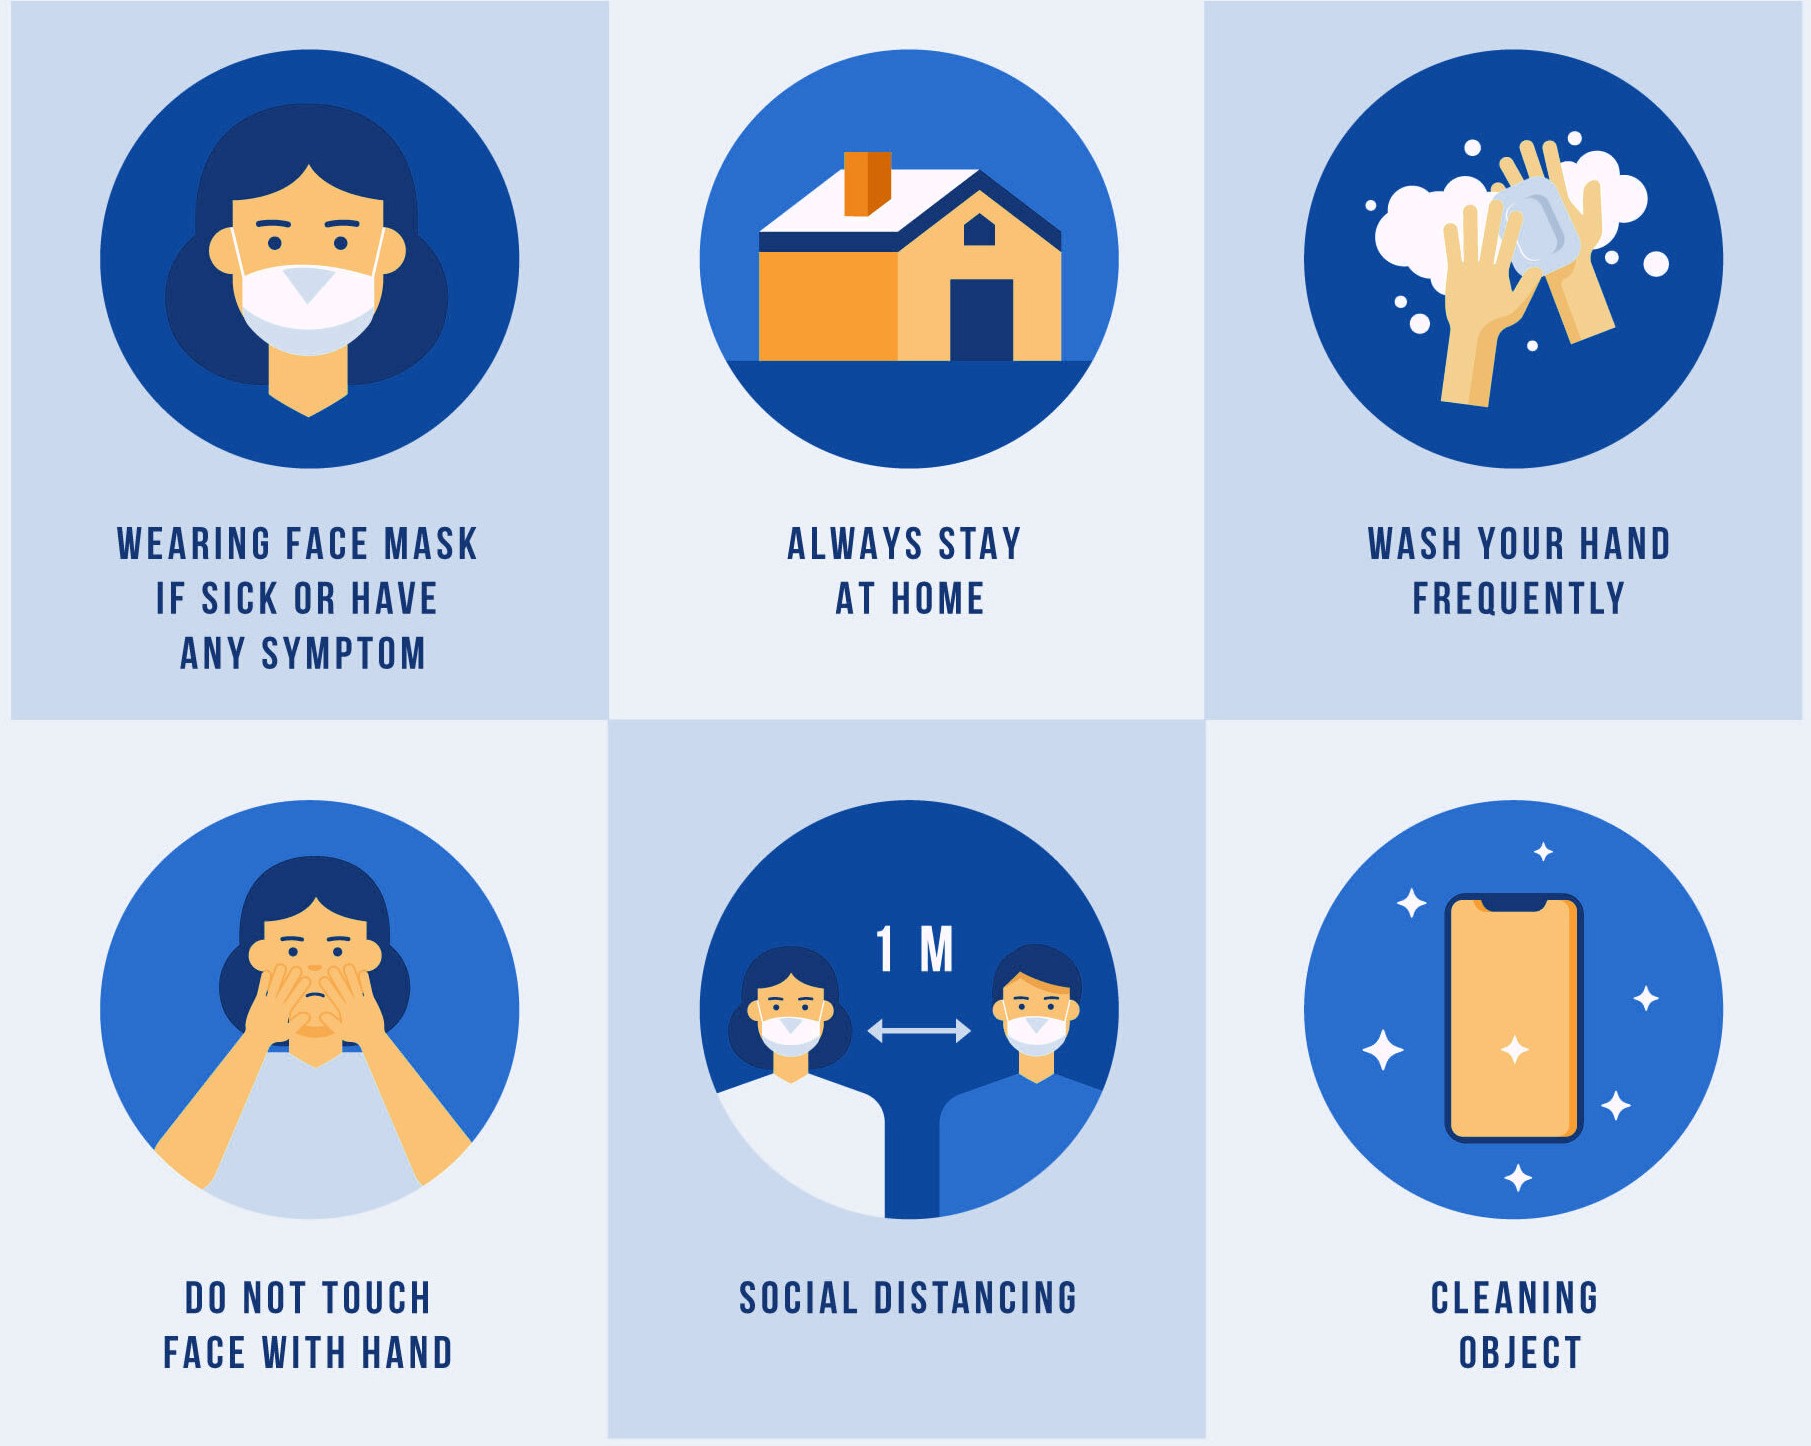 WEARING FACE MASK
IF SICK OR HAVE
ANY SYMPTOM
ALWAYS STAY
AT HOME
WASH YOUR HAND
FREQUENTLY
DO NOT TOUCH
FACE WITH HAND
1 M
SOCIAL DISTANCING
CLEANING
OBJECT